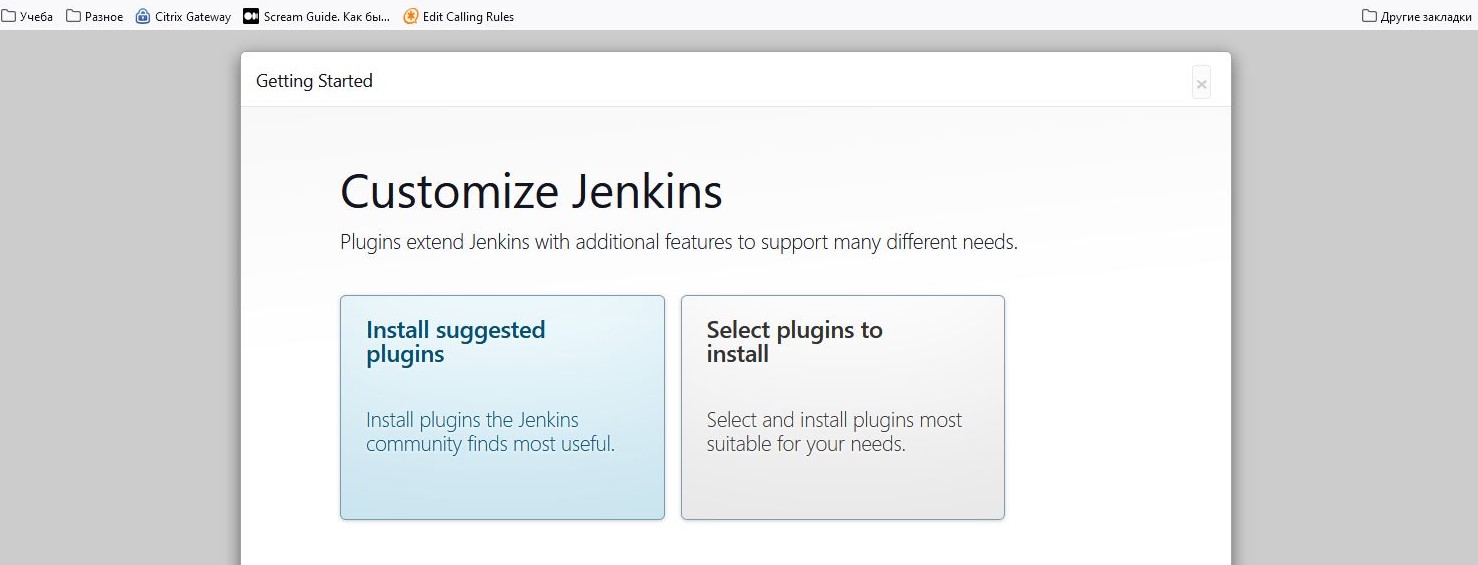 Учеба Разное Citrix Gateway Scream Guide. Как бы... Edit Calling Rules Другие закладки
Getting Started ×
Customize Jenkins
Plugins extend Jenkins with additional features to support many different needs.
Install suggested
plugins
Install plugins the Jenkins
community finds most useful.
Select plugins to
install
Select and install plugins most
suitable for your needs.